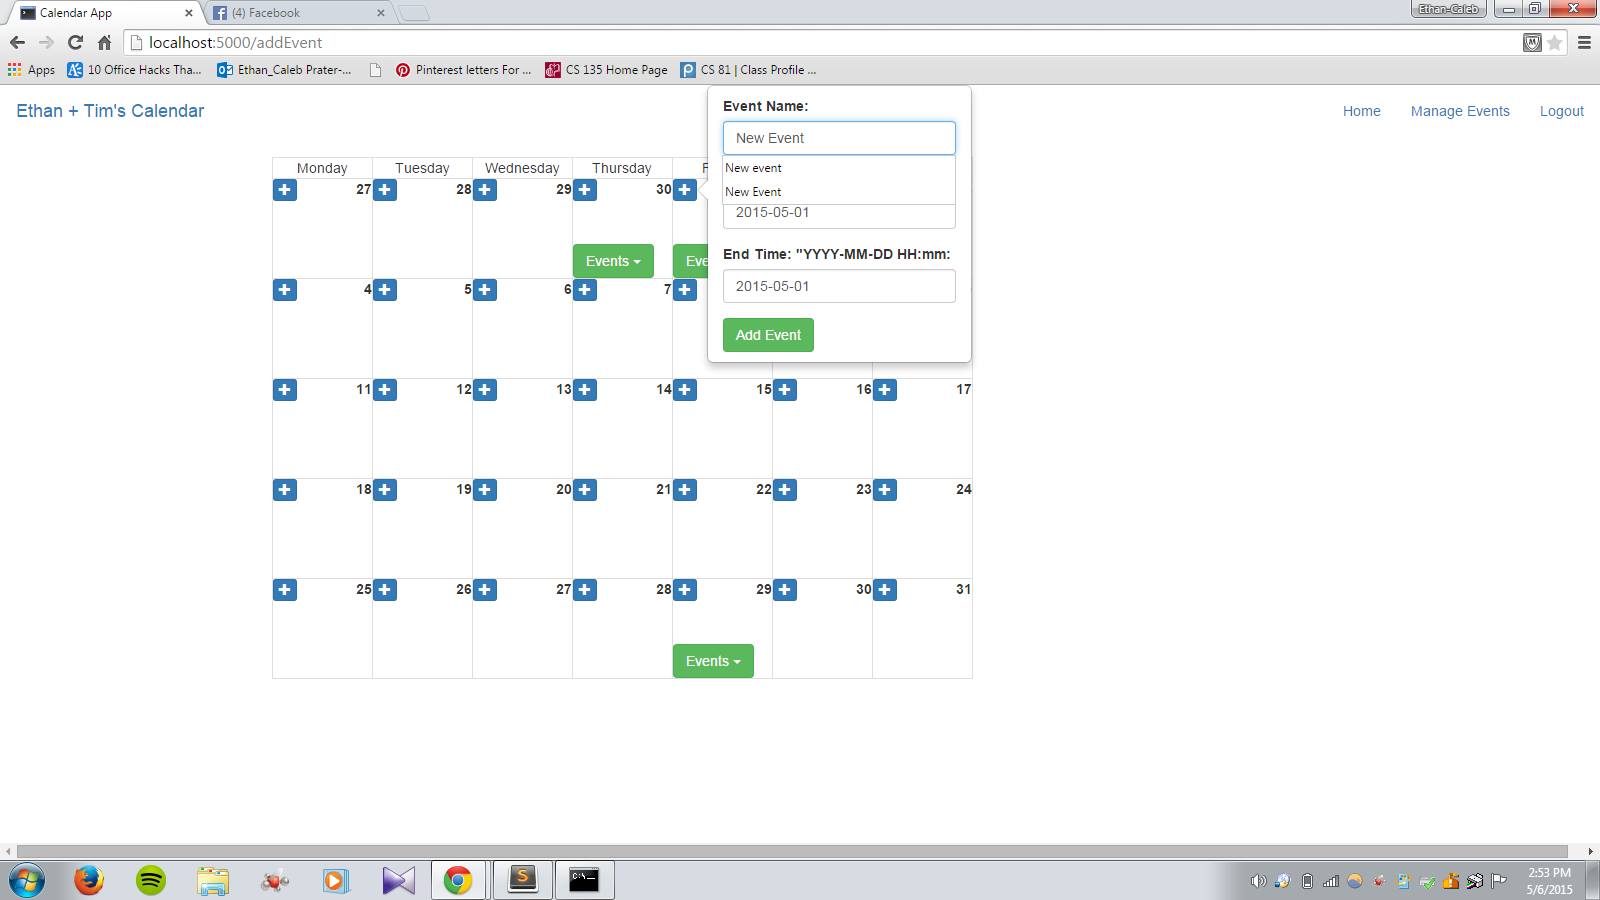 Calendar App
(4) Facebook
Ethan-Caleb
localhost:5000/addEvent
Apps
10 Office Hacks Tha...
Ethan_Caleb Prater-...
Pinterest letters For ...
CS 135 Home Page
CS 81 | Class Profile ...
Ethan + Tim's Calendar
Home
Manage Events
Logout
Event Name:
New Event
New event
New Event
2015-05-01
End Time: "YYYY-MM-DD HH:mm:
2015-05-01
Add Event
Monday Tuesday Wednesday Thursday F
27 28 29 30
Events Eve
4 5 6 7
11 12 13 14 15 16 17
18 19 20 21 22 23 24
25 26 27 28 29 30 31
Events
C:\_
2:53 PM
5/6/2015